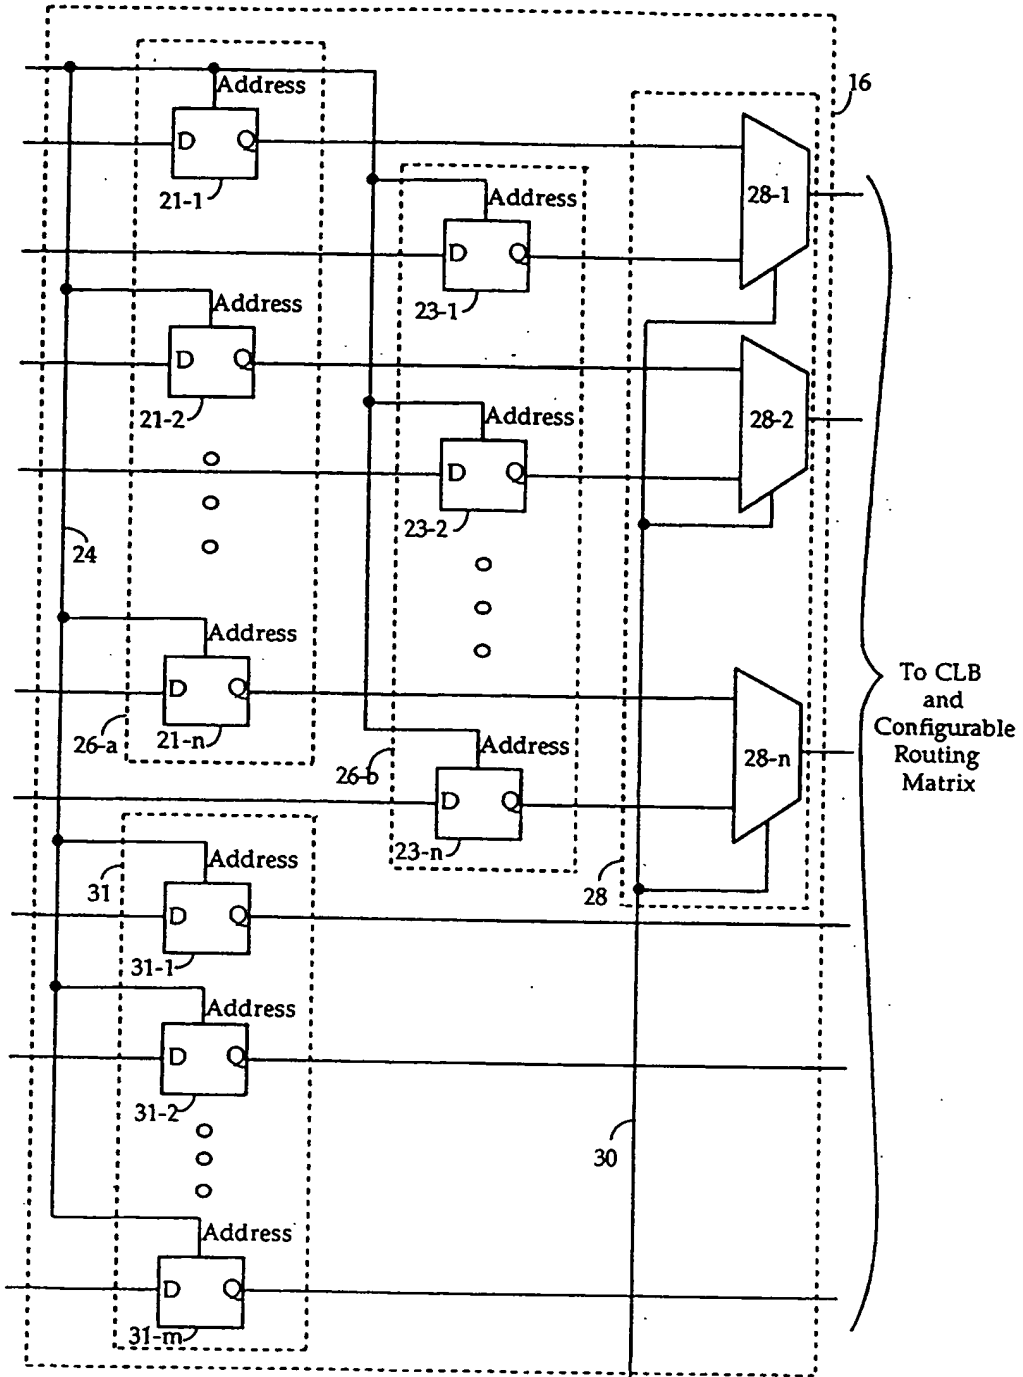 Address
16
D Q
21-1
28-1
Address
D Q
23-1
Address
D Q
21-2
28-2
Address
D Q
23-2
24
Address
D Q
21-n
26-a
To CLB
and
Configurable
Routing
Matrix
Address
28-n
26-b
D Q
23-n
Address
31
28
D Q
31-1
Address
D Q
31-2
30
Address
D Q
31-m